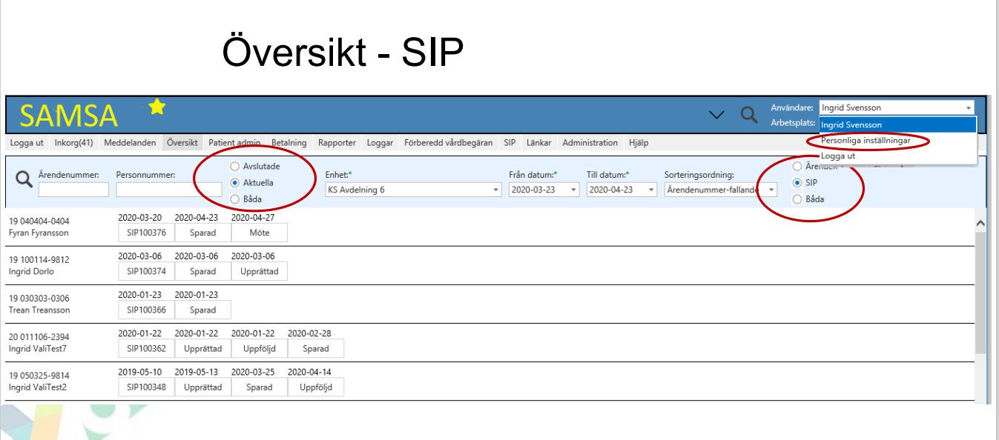 Översikt - SIP
SAMSA
Användare: Ingrid Svensson
Arbetsplats: Ingrid Svensson
Personliga inställningar
Logga ut
Logga ut Inkorg(41) Meddelanden Översikt Patient admin Betalning Rapporter Loggar Förberedd vårdbegäran SIP Länkar Administration Hjälp
Ärendenummer: Personnummer: Avslutade Aktuella Båda Enhet:* Från datum:* Till datum:* Sorteringsordning: SIP Båda
KS Avdelning 6 2020-03-23 2020-04-23 Ärendenummer-fallande
19 040404-0404 2020-03-20 2020-04-23 2020-04-27
Fyran Fyransson SIP100376 Sparad Möte
19 100114-9812 2020-03-06 2020-03-06 2020-03-06
Ingrid Dorlo SIP100374 Sparad Upprättad
19 030303-0306 2020-01-23 2020-01-23
Trean Treansson SIP100366 Sparad
20 011106-2394 2020-01-22 2020-01-22 2020-01-22 2020-02-28
Ingrid ValiTest7 SIP100362 Upprättad Uppföljd Sparad
19 050325-9814 2019-05-10 2019-05-13 2020-03-25 2020-04-14
Ingrid ValiTest2 SIP100348 Upprättad Sparad Uppföljd